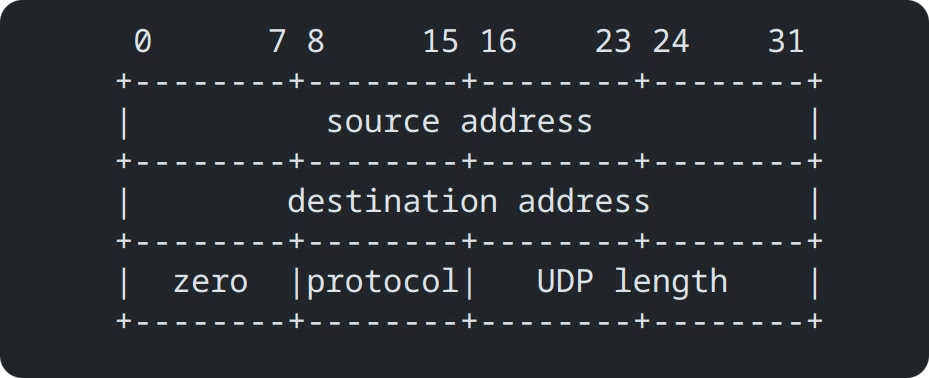 0      7 8     15 16    23 24    31
+--------+--------+--------+--------+
|          source address           |
+--------+--------+--------+--------+
|        destination address        |
+--------+--------+--------+--------+
|  zero  |protocol|   UDP length    |
+--------+--------+--------+--------+